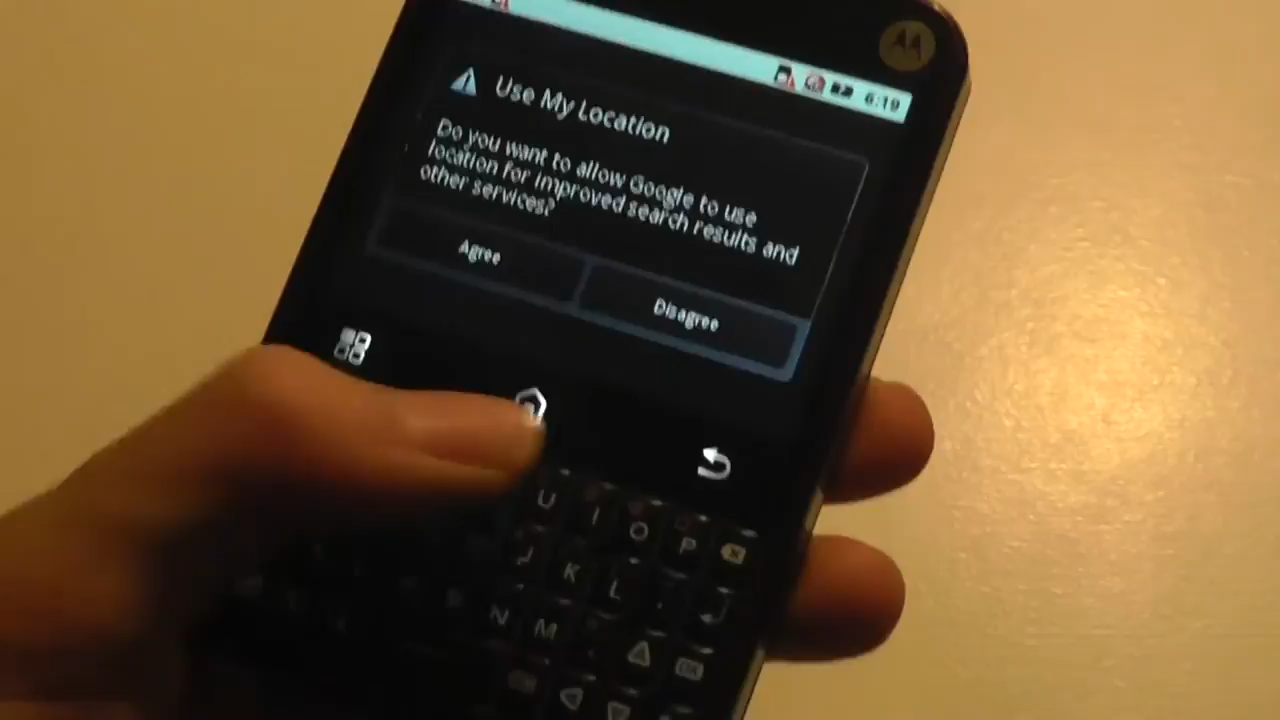 6:19
Use My Location
Do you want to allow Google to use
location for improved search results and
other services?
Agree
Disagree
U I O P
J K L
N M
OK